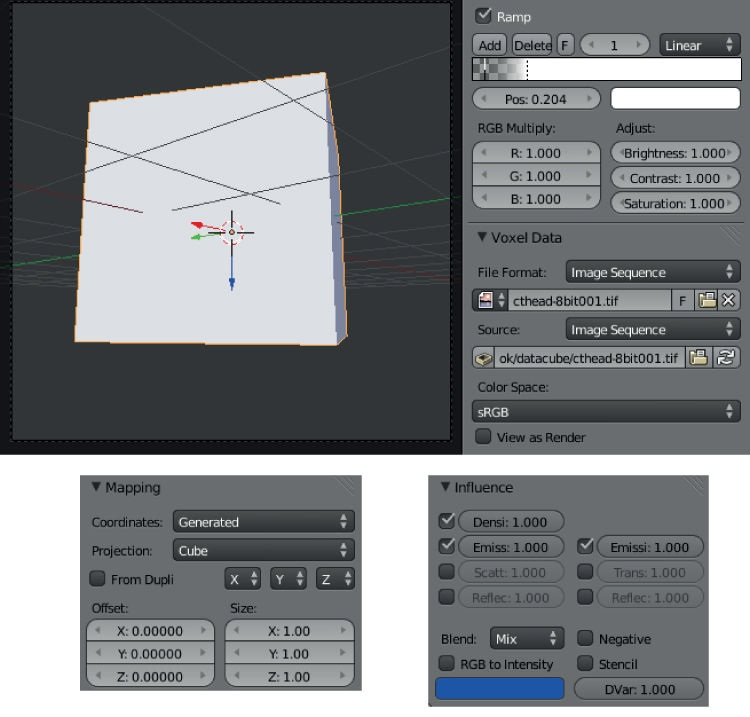 Ramp
Add Delete F 1 Linear
Pos: 0.204
RGB Multiply: Adjust:
R: 1.000 Brightness: 1.000
G: 1.000 Contrast: 1.000
B: 1.000 Saturation: 1.000
Voxel Data
File Format: Image Sequence
cthead-8bit001.tif F
Source: Image Sequence
ok/datacube/cthead-8bit001.tif
Color Space:
sRGB
View as Render
Mapping
Coordinates: Generated
Projection: Cube
From Dupli X Y Z
Offset: Size:
X: 0.00000 X: 1.00
Y: 0.00000 Y: 1.00
Z: 0.00000 Z: 1.00
Influence
Densi: 1.000
Emiss: 1.000 Emissi: 1.000
Scatt: 1.000 Trans: 1.000
Reflec: 1.000 Reflec: 1.000
Blend: Mix Negative
RGB to Intensity Stencil
DVar: 1.000